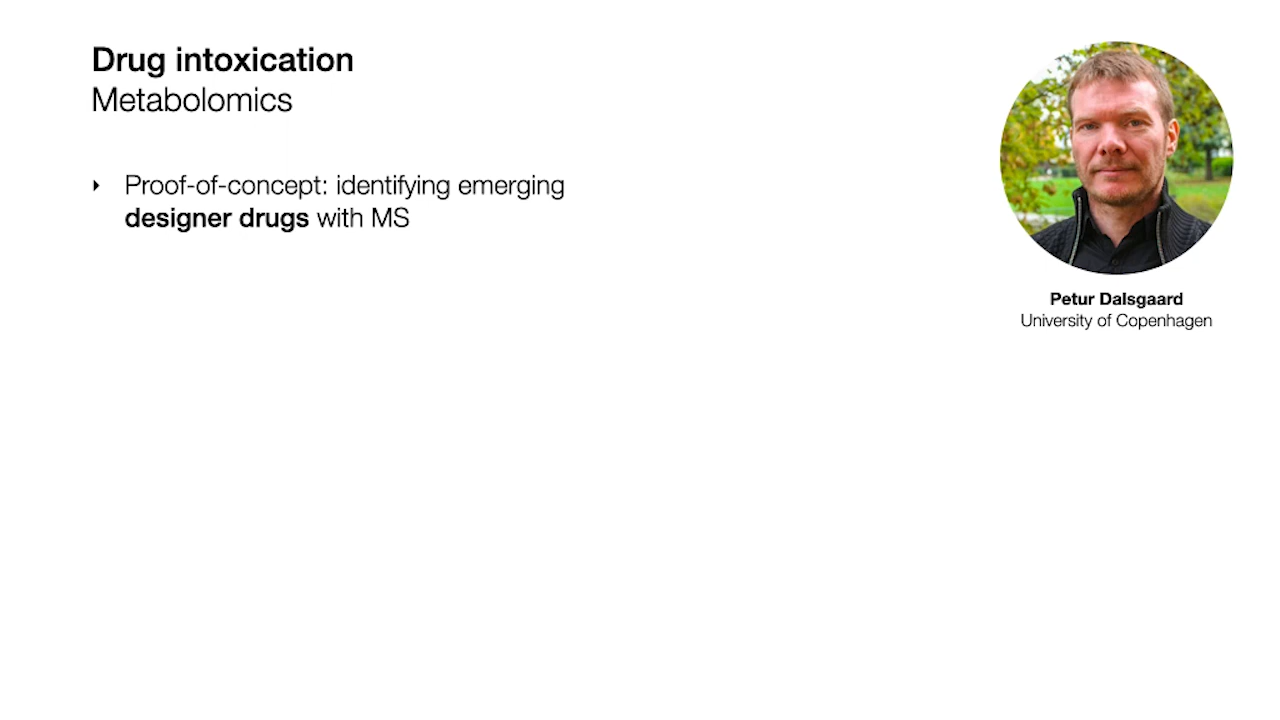 Drug intoxication
Metabolomics
‣ Proof-of-concept: identifying emerging
designer drugs with MS
Petur Dalsgaard
University of Copenhagen